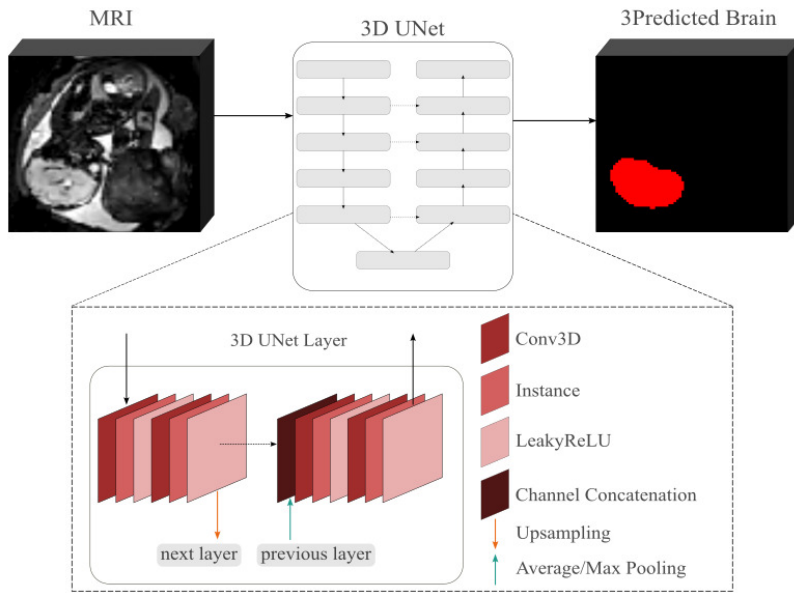 MRI
3D UNet
3Predicted Brain
3D UNet Layer
Conv3D
Instance
LeakyReLU
Channel Concatenation
next layer
previous layer
Upsampling
Average/Max Pooling